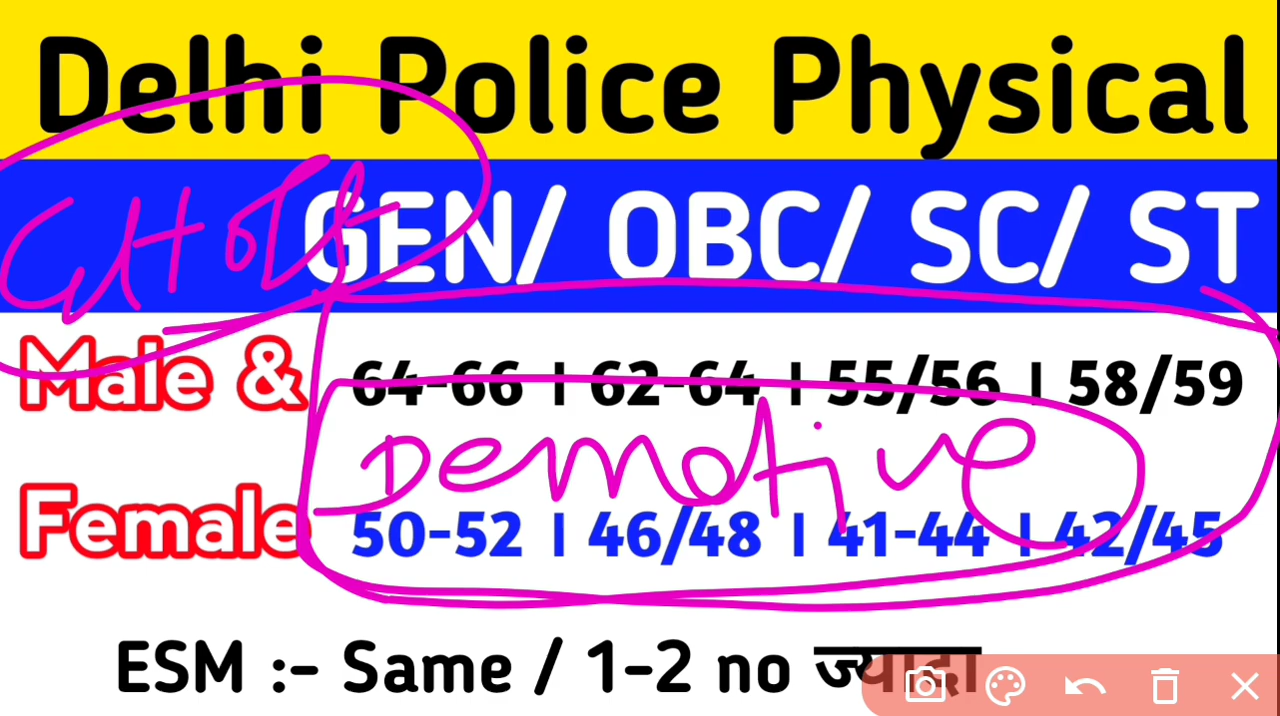 Delhi Police Physical
GEN/ OBC/ SC/ ST
Male & 64-66 | 62-64 | 55/56 | 58/59
Demotive
Female 50-52 | 46/48 | 41-44 | 42/45
ESM :- Same / 1-2 no ज्यादा